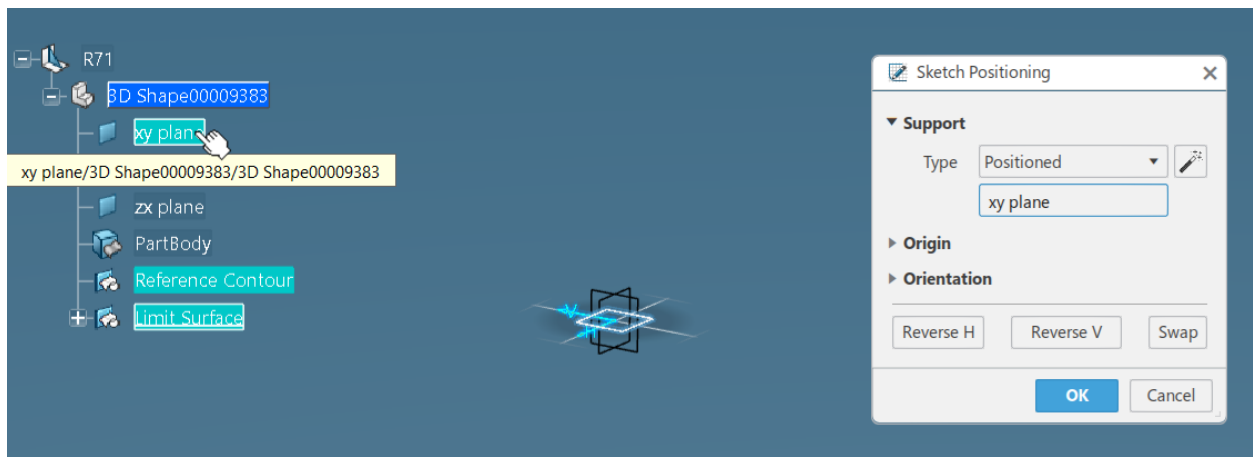 R71
3D Shape00009383
xy plane
xy plane/3D Shape00009383/3D Shape00009383
zx plane
PartBody
Reference Contour
Limit Surface
V
H
Sketch Positioning
Support
Type Positioned
xy plane
Origin
Orientation
Reverse H Reverse V Swap
OK Cancel